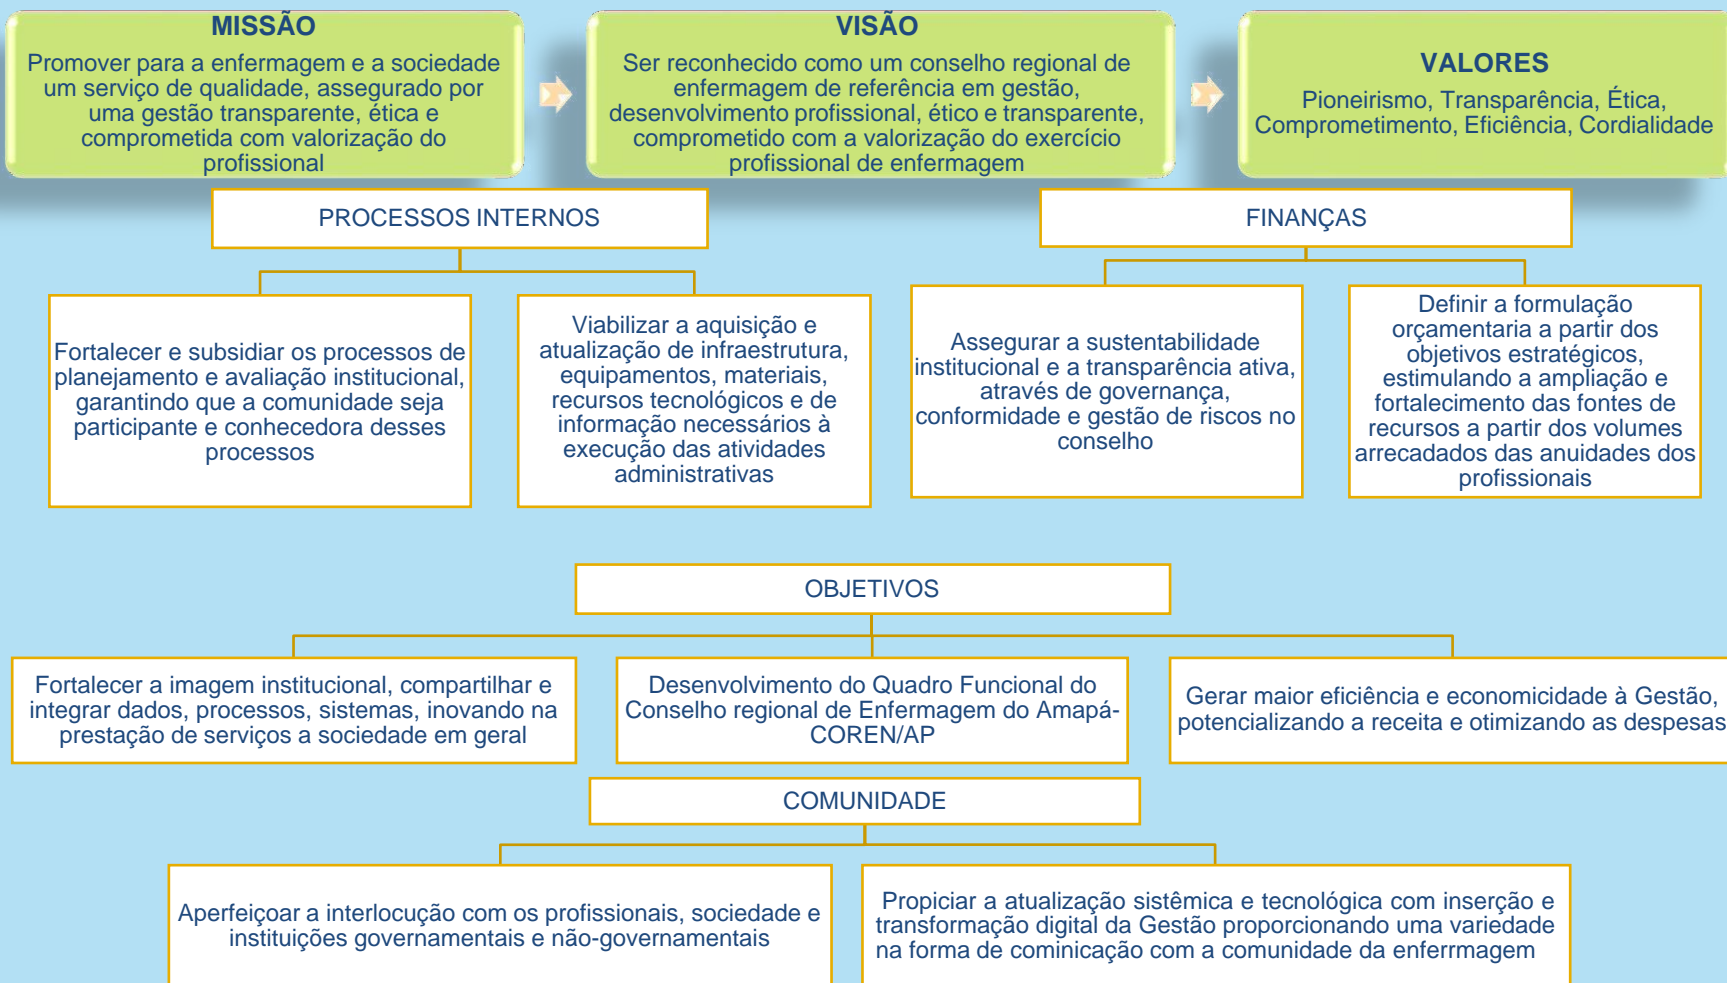 MISSÃO
Promover para a enfermagem e a sociedade
um serviço de qualidade, assegurado por
uma gestão transparente, ética e
comprometida com valorização do
profissional
VISÃO
Ser reconhecido como um conselho regional de
enfermagem de referência em gestão,
desenvolvimento profissional, ético e transparente,
comprometido com a valorização do exercício
profissional de enfermagem
VALORES
Pioneirismo, Transparência, Ética,
Comprometimento, Eficiência, Cordialidade
PROCESSOS INTERNOS
Fortalecer e subsidiar os processos de
planejamento e avaliação institucional,
garantindo que a comunidade seja
participante e conhecedora desses
processos
Viabilizar a aquisição e
atualização de infraestrutura,
equipamentos, materiais,
recursos tecnológicos e de
informação necessários à
execução das atividades
administrativas
FINANÇAS
Assegurar a sustentabilidade
institucional e a transparência ativa,
através de governança,
conformidade e gestão de riscos no
conselho
Definir a formulação
orçamentaria a partir dos
objetivos estratégicos,
estimulando a ampliação e
fortalecimento das fontes de
recursos a partir dos volumes
arrecadados das anuidades dos
profissionais
OBJETIVOS
Fortalecer a imagem institucional, compartilhar e
integrar dados, processos, sistemas, inovando na
prestação de serviços a sociedade em geral
Desenvolvimento do Quadro Funcional do
Conselho regional de Enfermagem do Amapá-
COREN/AP
Gerar maior eficiência e economicidade à Gestão,
potencializando a receita e otimizando as despesas
COMUNIDADE
Aperfeiçoar a interlocução com os profissionais, sociedade e
instituições governamentais e não-governamentais
Propiciar a atualização sistêmica e tecnológica com inserção e
transformação digital da Gestão proporcionando uma variedade
na forma de cominicação com a comunidade da enferrmagem